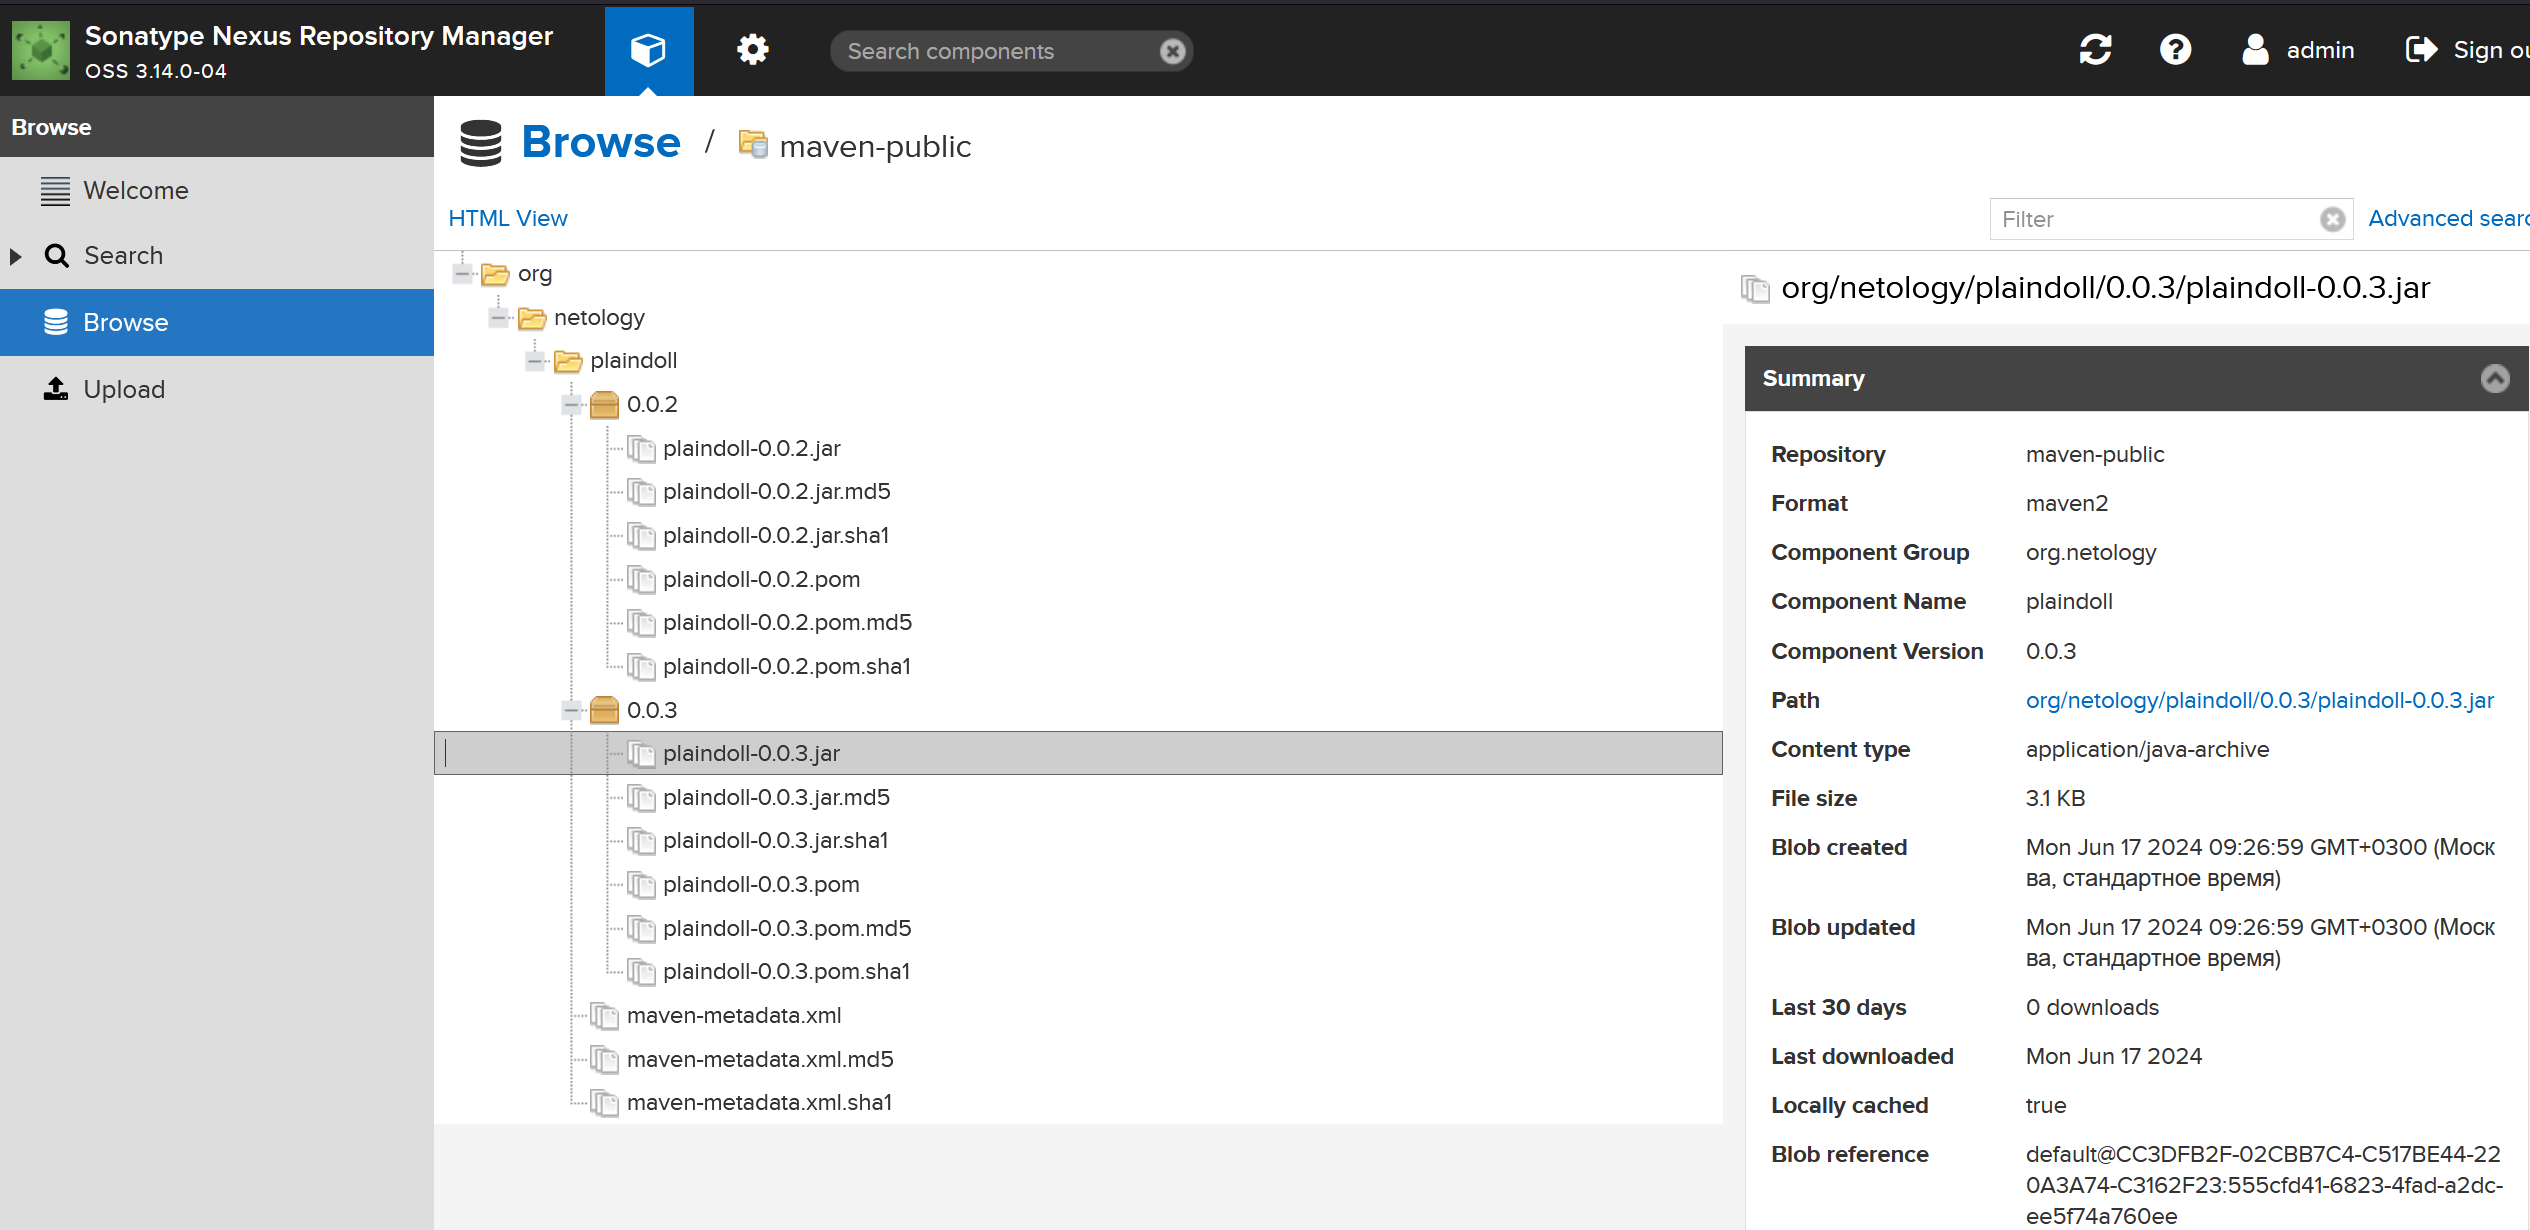 Sonatype Nexus Repository Manager
OSS 3.14.0-04
Search components
admin
Sign ou
Browse
Welcome
Search
Browse
Upload
Browse / maven-public
HTML View
Filter
Advanced searc
org
netology
plaindoll
0.0.2
plaindoll-0.0.2.jar
plaindoll-0.0.2.jar.md5
plaindoll-0.0.2.jar.sha1
plaindoll-0.0.2.pom
plaindoll-0.0.2.pom.md5
plaindoll-0.0.2.pom.sha1
0.0.3
plaindoll-0.0.3.jar
plaindoll-0.0.3.jar.md5
plaindoll-0.0.3.jar.sha1
plaindoll-0.0.3.pom
plaindoll-0.0.3.pom.md5
plaindoll-0.0.3.pom.sha1
maven-metadata.xml
maven-metadata.xml.md5
maven-metadata.xml.sha1
org/netology/plaindoll/0.0.3/plaindoll-0.0.3.jar
Summary
Repository maven-public
Format maven2
Component Group org.netology
Component Name plaindoll
Component Version 0.0.3
Path org/netology/plaindoll/0.0.3/plaindoll-0.0.3.jar
Content type application/java-archive
File size 3.1 KB
Blob created Mon Jun 17 2024 09:26:59 GMT+0300 (Моск
ва, стандартное время)
Blob updated Mon Jun 17 2024 09:26:59 GMT+0300 (Моск
ва, стандартное время)
Last 30 days 0 downloads
Last downloaded Mon Jun 17 2024
Locally cached true
Blob reference default@CC3DFB2F-02CBB7C4-C517BE44-22
0A3A74-C3162F23:555cfd41-6823-4fad-a2dc-
ee5f74a760ee